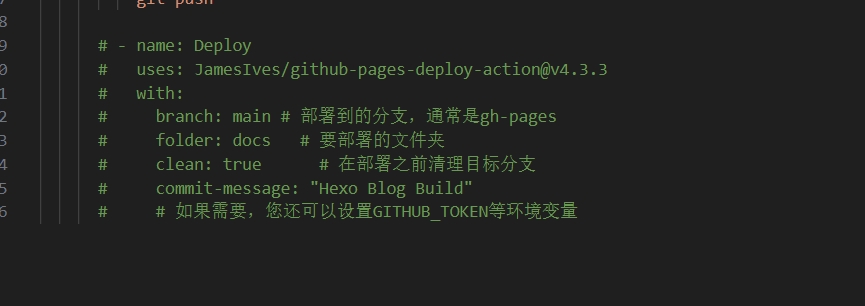 7 git push
8
9 # - name: Deploy
0 #   uses: JamesIves/github-pages-deploy-action@v4.3.3
1 #   with:
2 #     branch: main # 部署到的分支，通常是gh-pages
3 #     folder: docs   # 要部署的文件夹
4 #     clean: true      # 在部署之前清理目标分支
5 #     commit-message: "Hexo Blog Build"
6 #     # 如果需要，您还可以设置GITHUB_TOKEN等环境变量